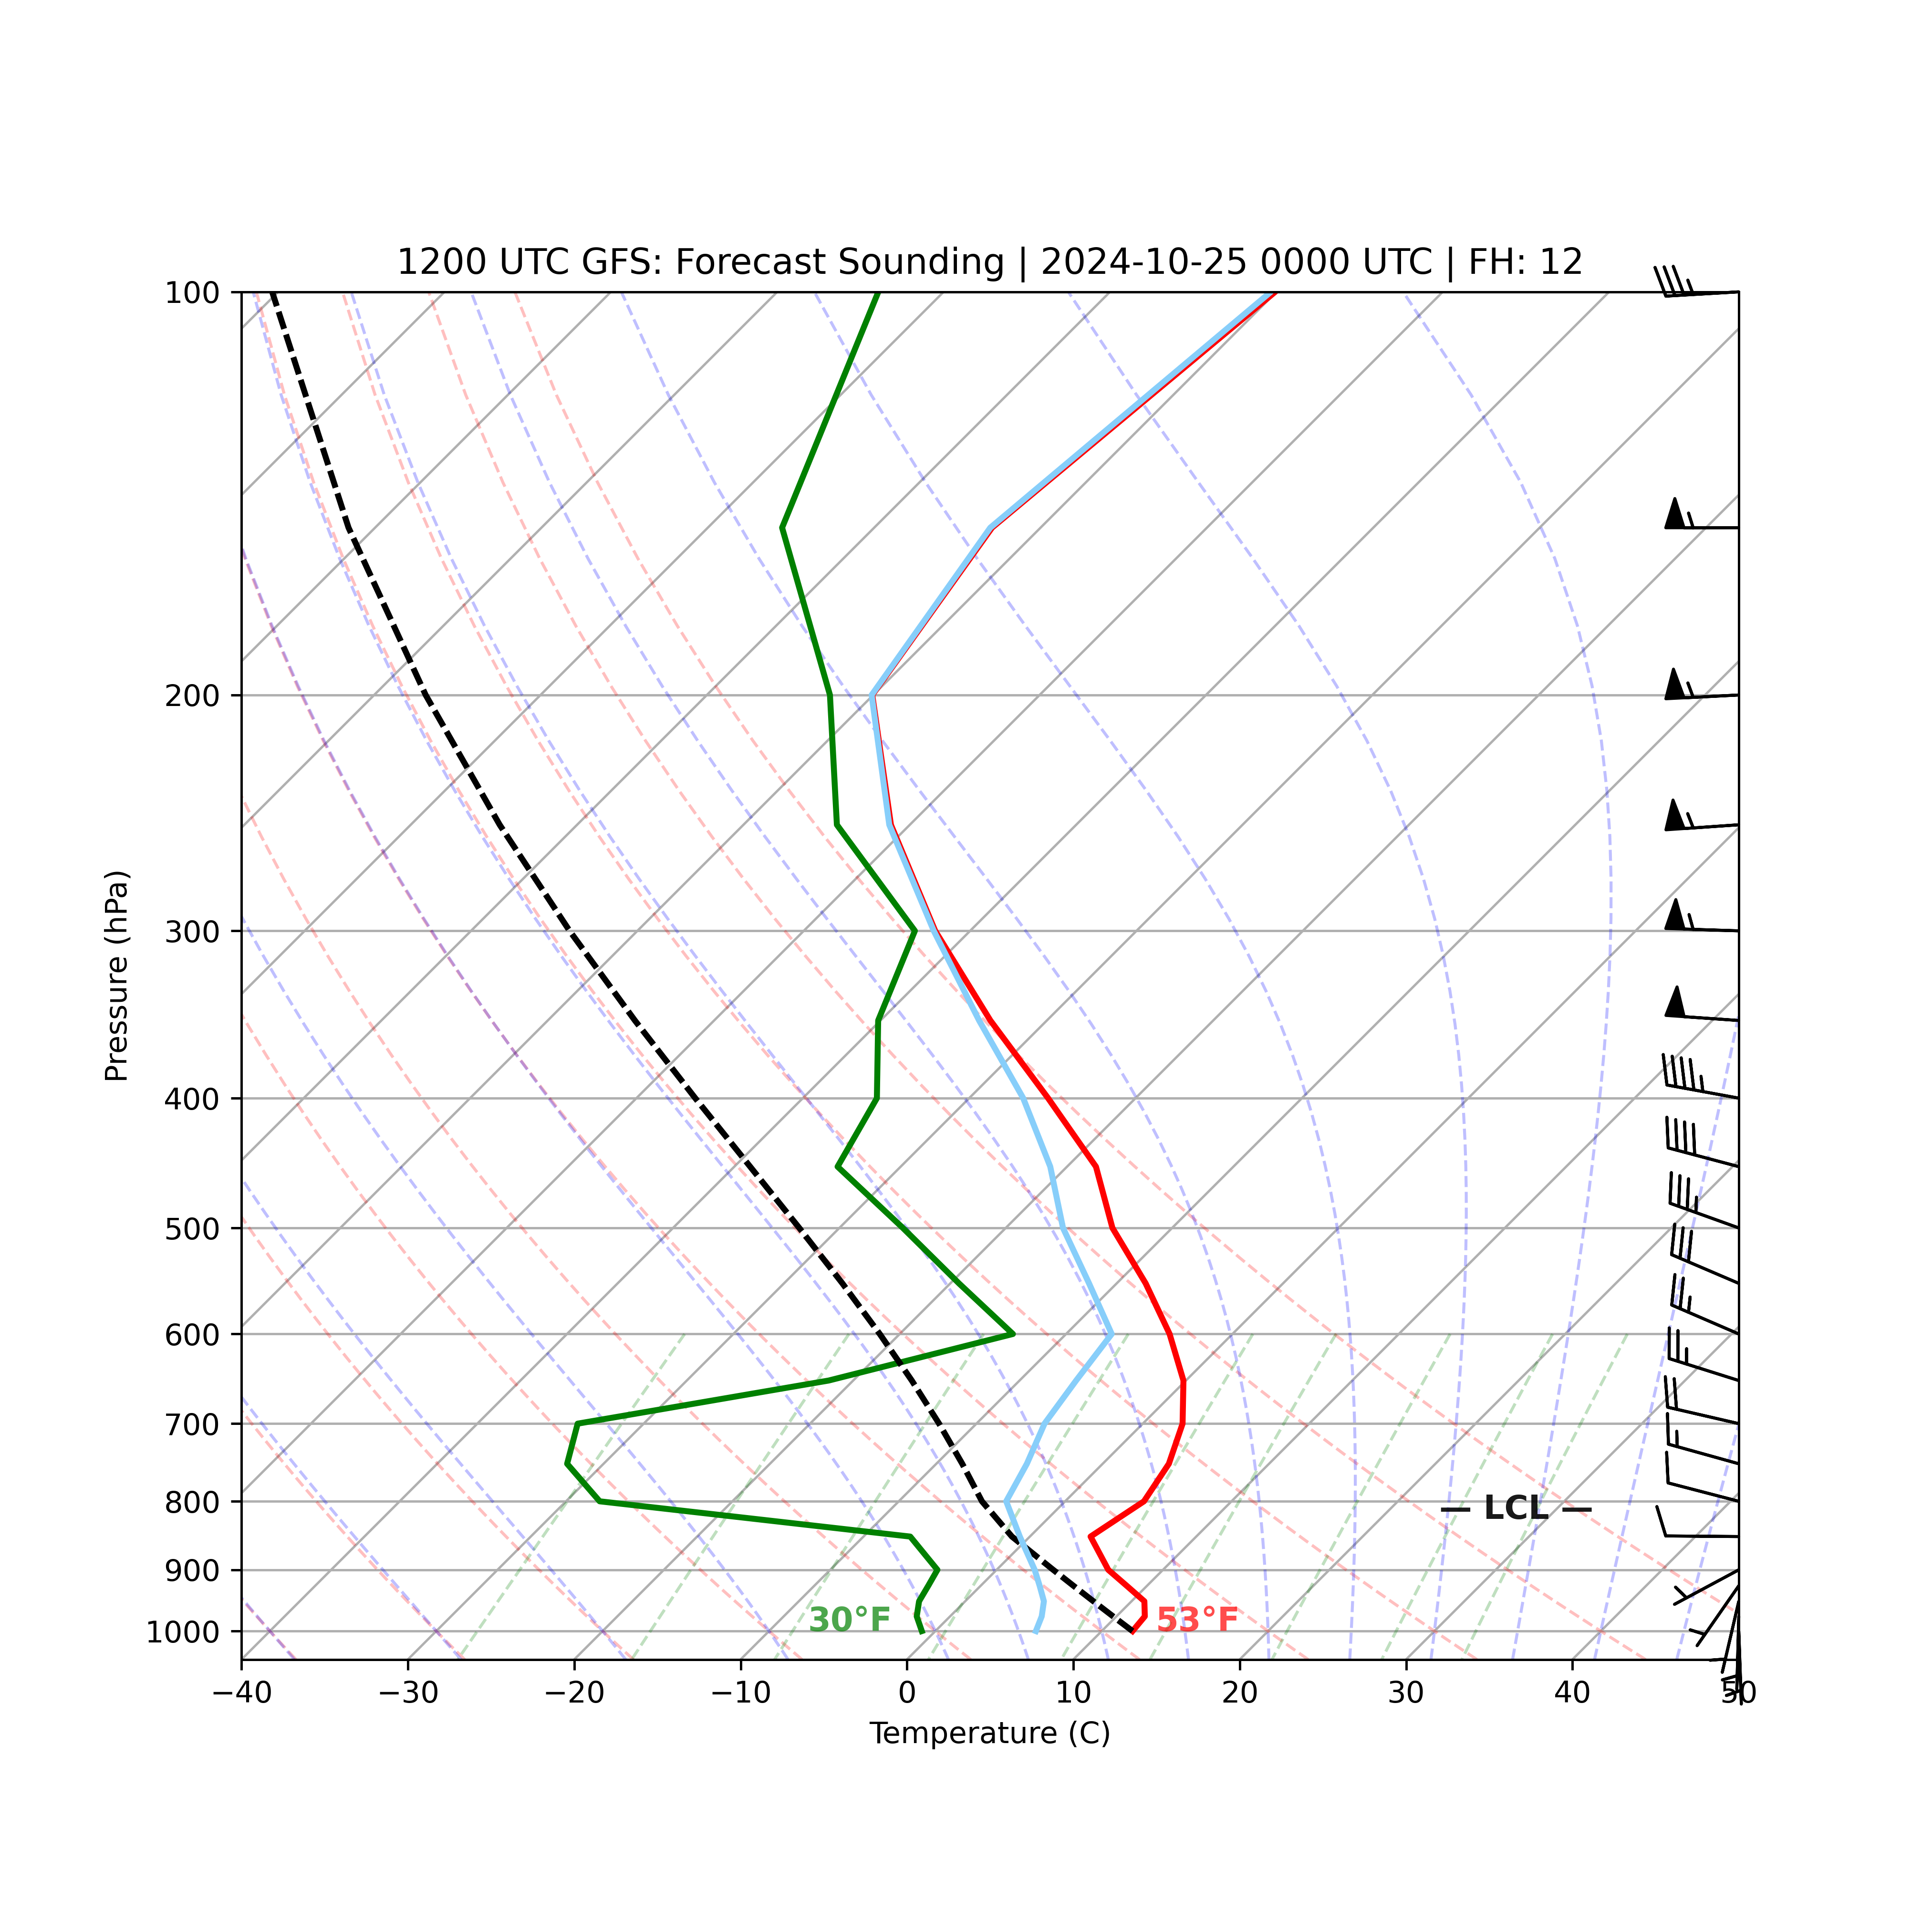 1200 UTC GFS: Forecast Sounding | 2024-10-25 0000 UTC | FH: 12
100
200
300
400
500
600
700
800
900
1000
Pressure (hPa)
— LCL —
30°F
53°F
−40 −30 −20 −10 0 10 20 30 40 50
Temperature (C)